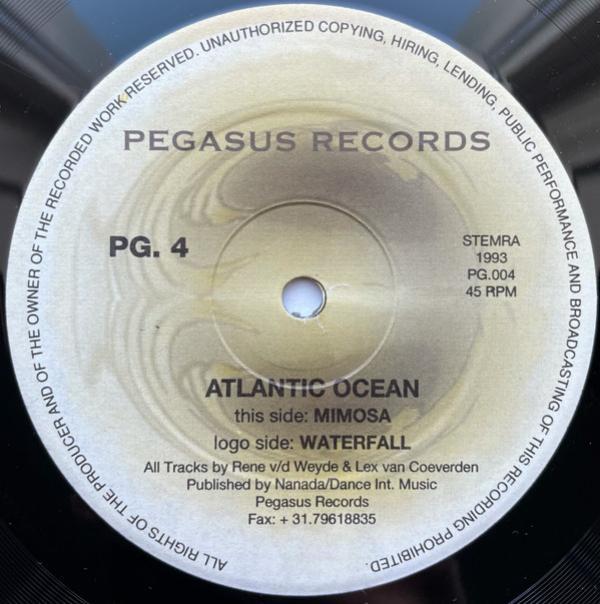 ALL RIGHTS OF THE PRODUCER AND OF THE OWNER OF THE RECORDED WORK RESERVED. UNAUTHORIZED COPYING, HIRING, LENDING, PUBLIC PERFORMANCE AND BROADCASTING OF THIS RECORDING PROHIBITED.
PEGASUS RECORDS
PG. 4
STEMRA
1993
PG.004
45 RPM
ATLANTIC OCEAN
this side: MIMOSA
logo side: WATERFALL
All Tracks by Rene v/d Weyde & Lex van Coeverden
Published by Nanada/Dance Int. Music
Pegasus Records
Fax: + 31.79618835